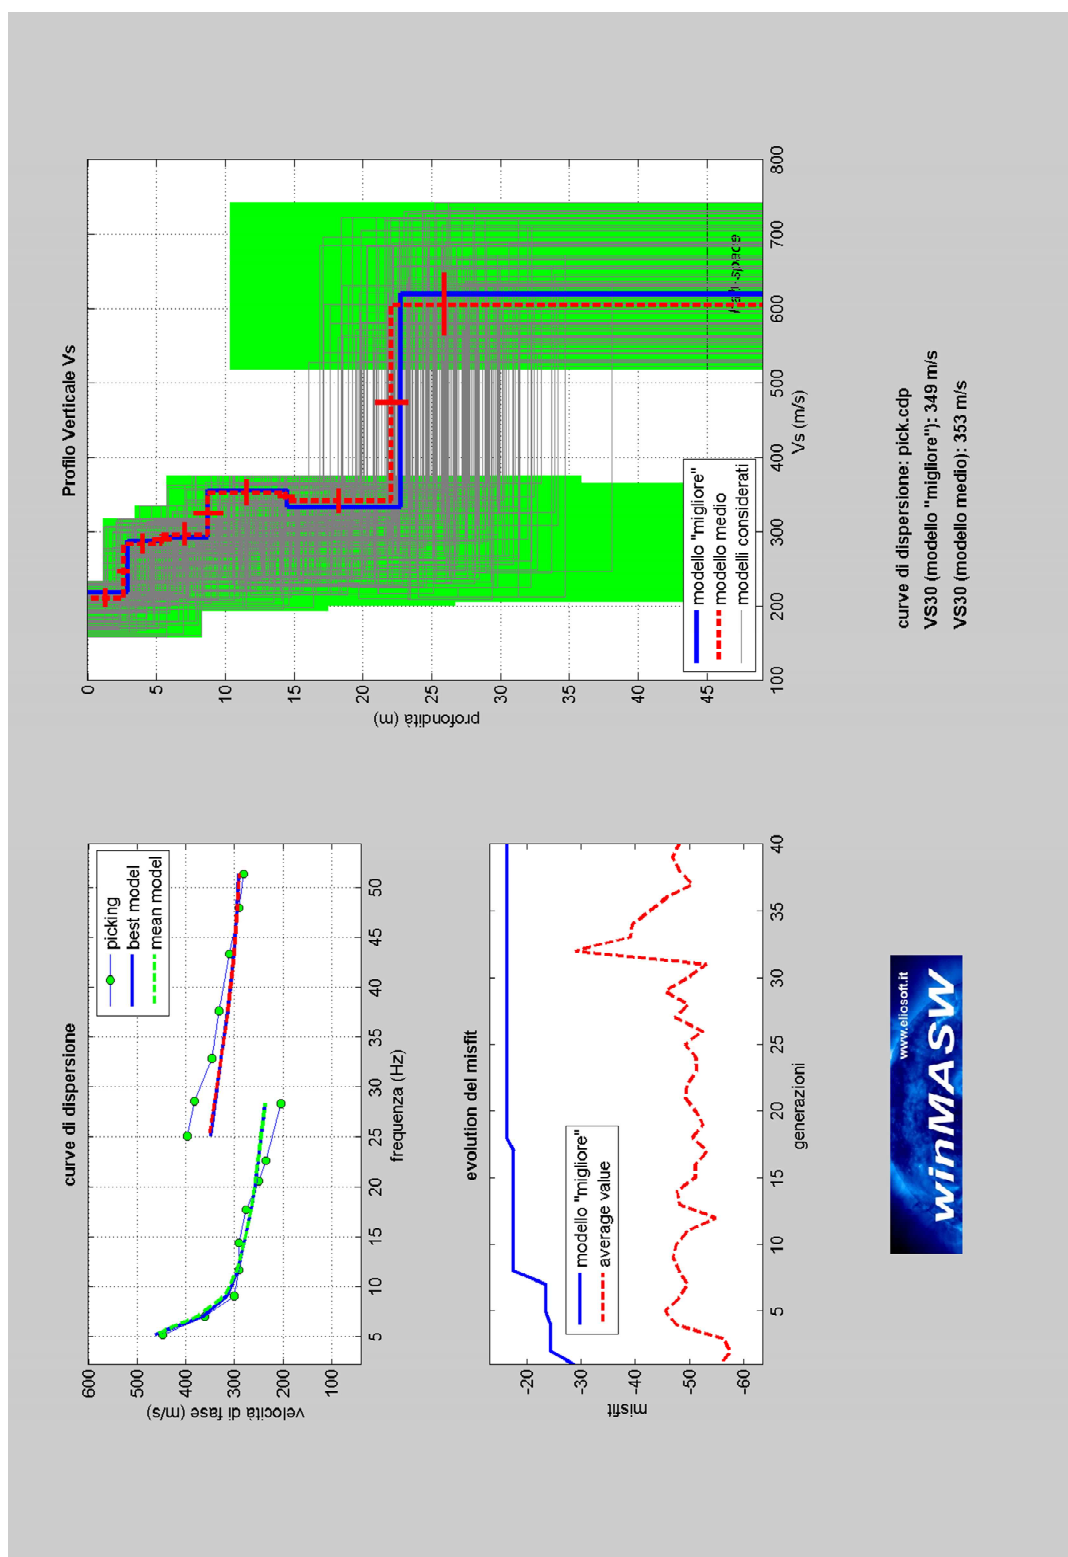 curve di dispersione
600
500
400
300
200
100
velocità di fase (m/s)
5
10
15
20
25
30
35
40
45
50
frequenza (Hz)
picking
best model
mean model
evolution del misfit
-20
-30
-40
-50
-60
misfit
5
10
15
20
25
30
35
40
generazioni
modello "migliore"
average value
Profilo Verticale Vs
0
5
10
15
20
25
30
35
40
45
profondità (m)
100
200
300
400
500
600
700
800
Vs (m/s)
modello "migliore"
modello medio
modelli considerati
Half-space
www.eliosoft.it
winMASW
curve di dispersione: pick.cdp
VS30 (modello "migliore"): 349 m/s
VS30 (modello medio): 353 m/s